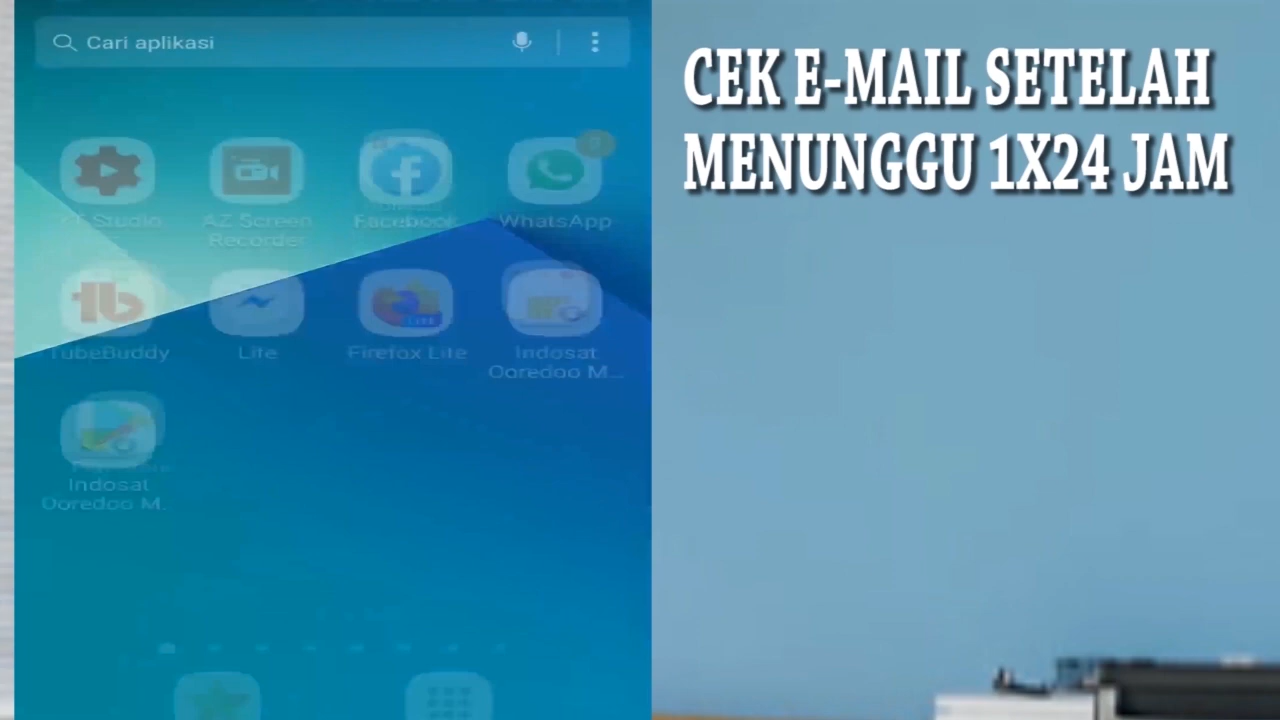 Cari aplikasi
CEK E-MAIL SETELAH
MENUNGGU 1X24 JAM
AZ Screen
Recorder
Facebook
WhatsApp
TubeBuddy
Lite
Firefox Lite
Indosat
Ooredoo M...
Indosat
Ooredoo M..